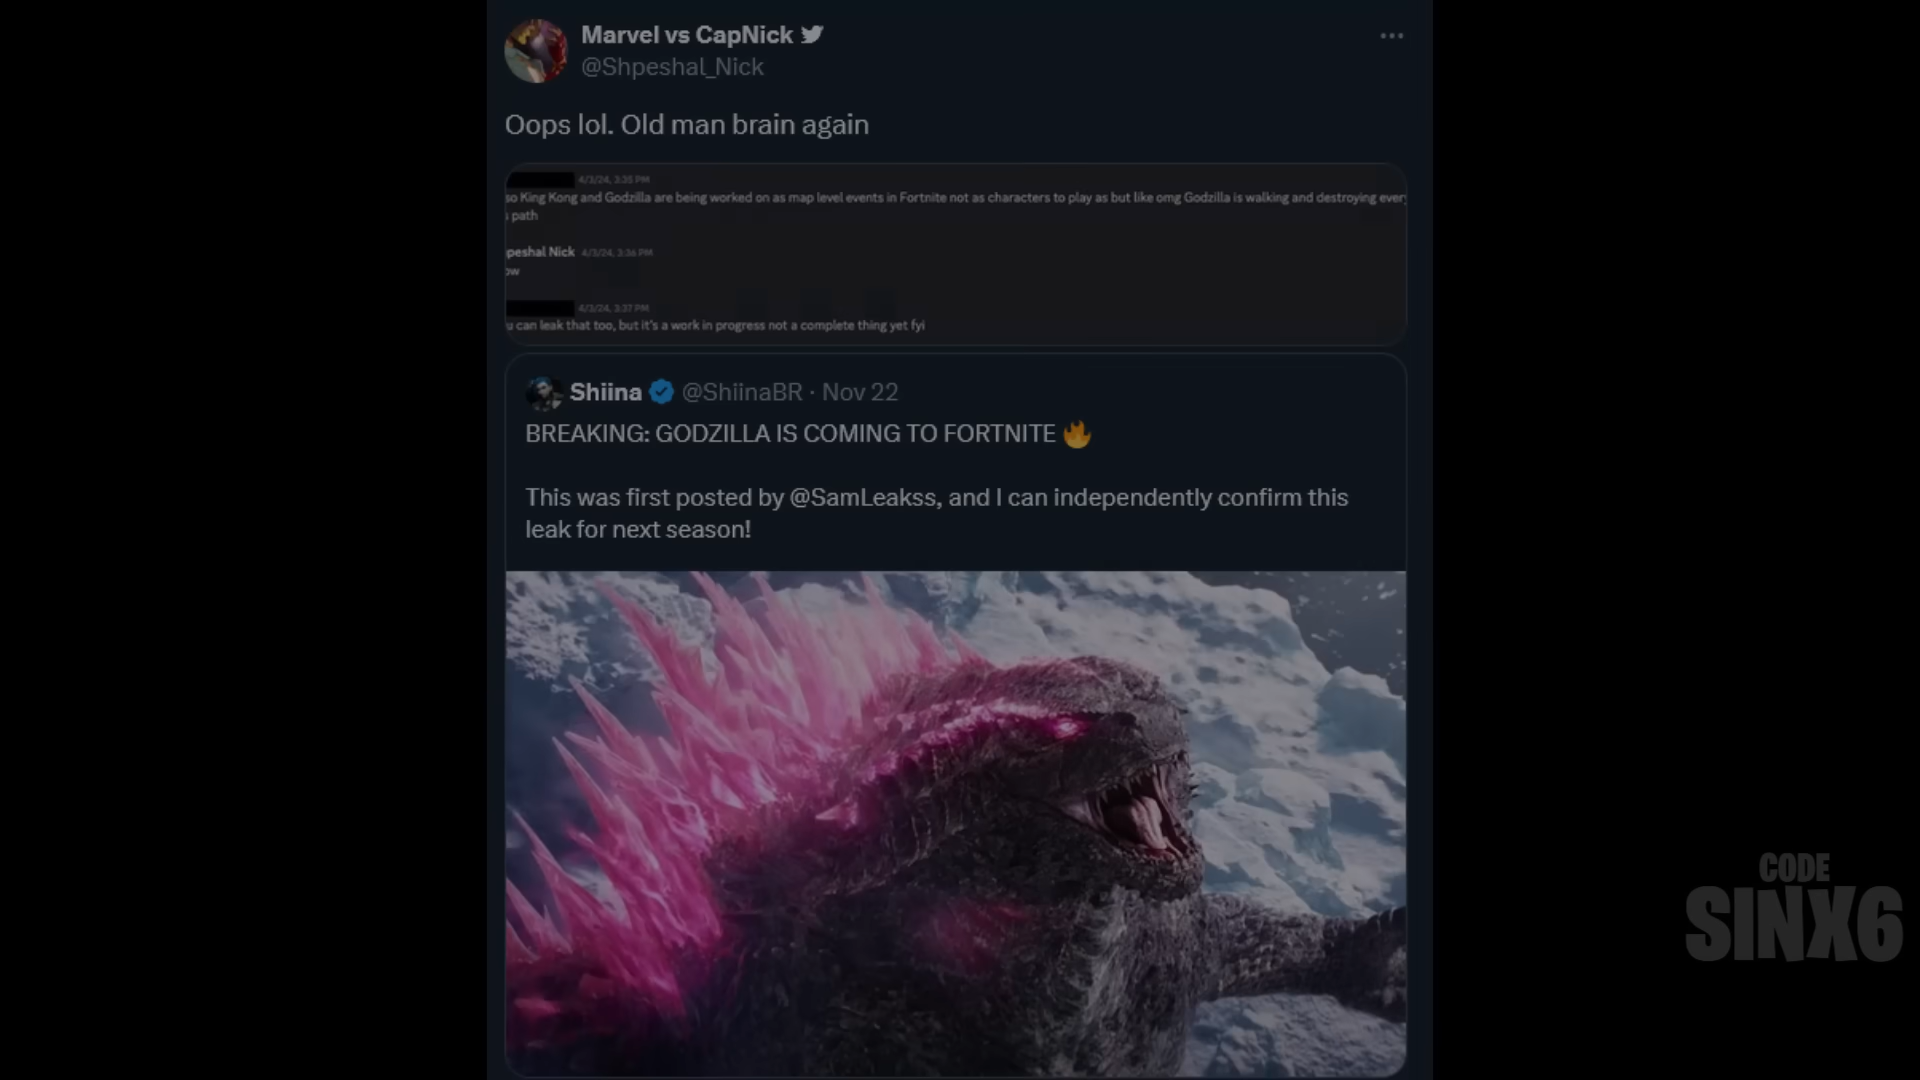 Marvel vs CapNick
@Shpeshal_Nick
Oops lol. Old man brain again
4/3/24, 3:35 PM
so King Kong and Godzilla are being worked on as map level events in Fortnite not as characters to play as but like omg Godzilla is walking and destroying ever
path
peshal Nick 4/3/24, 3:36 PM
ow
4/3/24, 3:37 PM
u can leak that too, but it's a work in progress not a complete thing yet fyi
Shiina @ShiinaBR · Nov 22
BREAKING: GODZILLA IS COMING TO FORTNITE 🔥
This was first posted by @SamLeakss, and I can independently confirm this
leak for next season!
CODE
SINX6